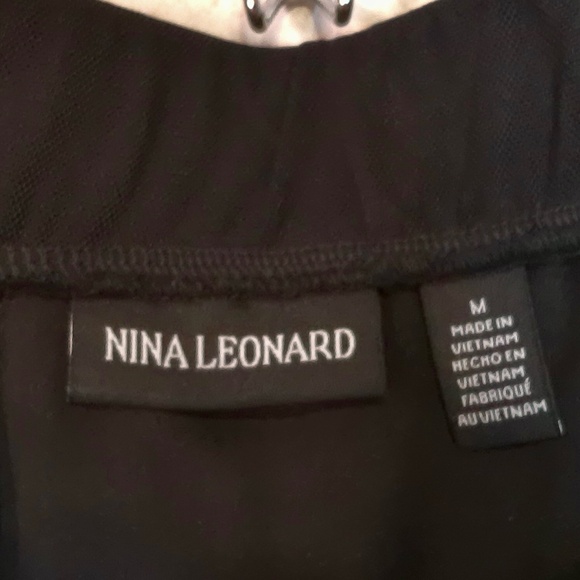 NINA LEONARD
M
MADE IN
VIETNAM
HECHO EN
VIETNAM
FABRIQUÉ
AU VIETNAM